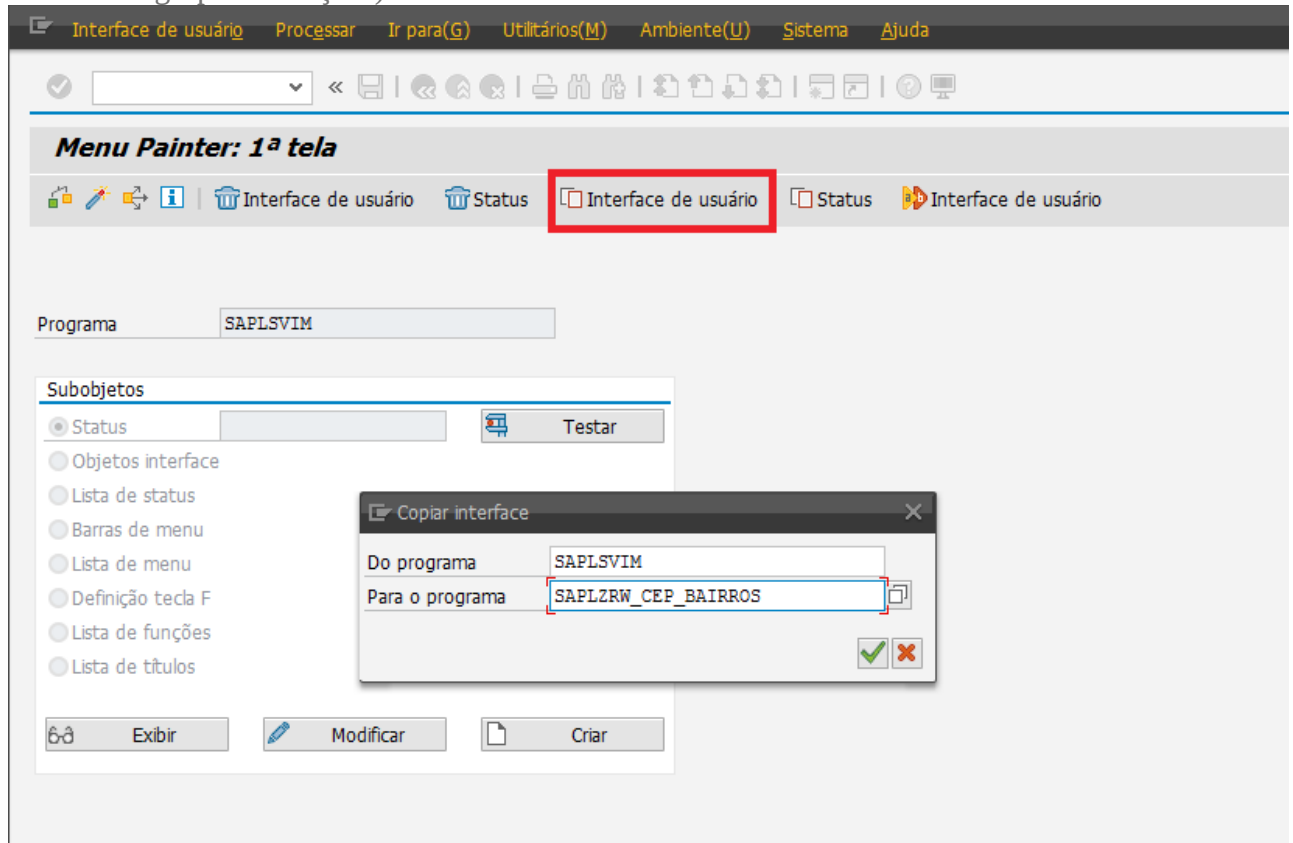 Interface de usuário Processar Ir para(G) Utilitários(M) Ambiente(U) Sistema Ajuda
Menu Painter: 1ª tela
Interface de usuário Status Interface de usuário Status Interface de usuário
Programa SAPLSVIM
Subobjetos
Status Testar
Objetos interface
Lista de status
Barras de menu
Lista de menu
Definição tecla F
Lista de funções
Lista de títulos
Copiar interface
Do programa SAPLSVIM
Para o programa SAPLZRW_CEP_BAIRROS
Exibir Modificar Criar